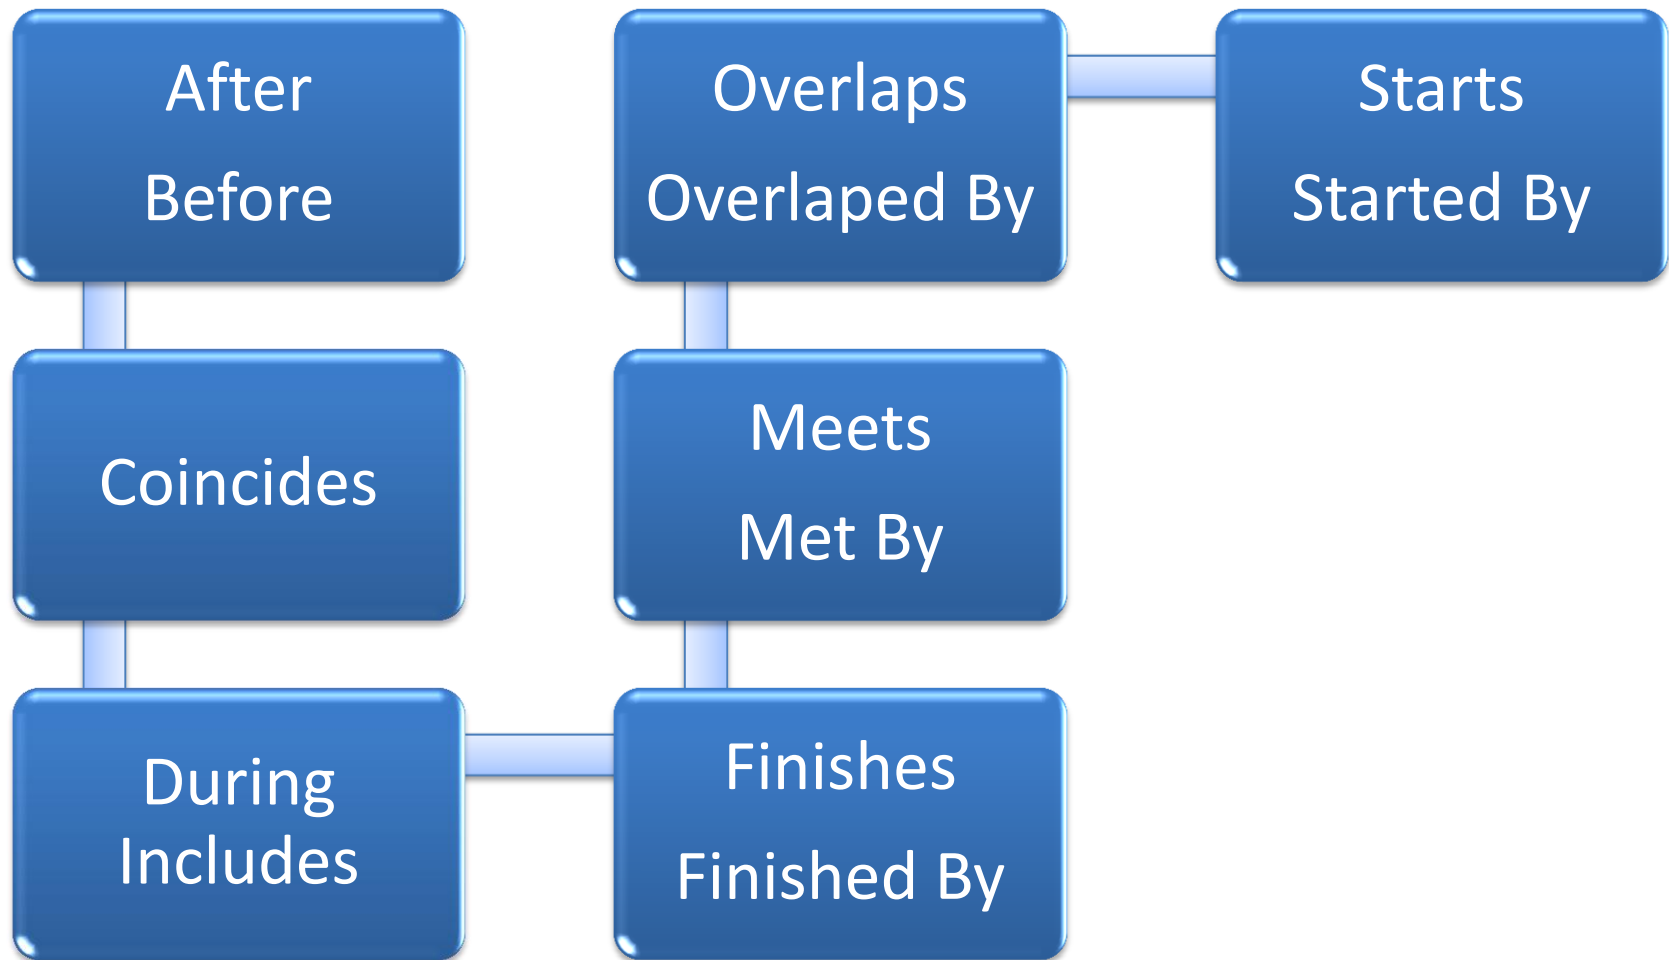 After
Before
Coincides
During
Includes
Finishes
Finished By
Meets
Met By
Overlaps
Overlaped By
Starts
Started By